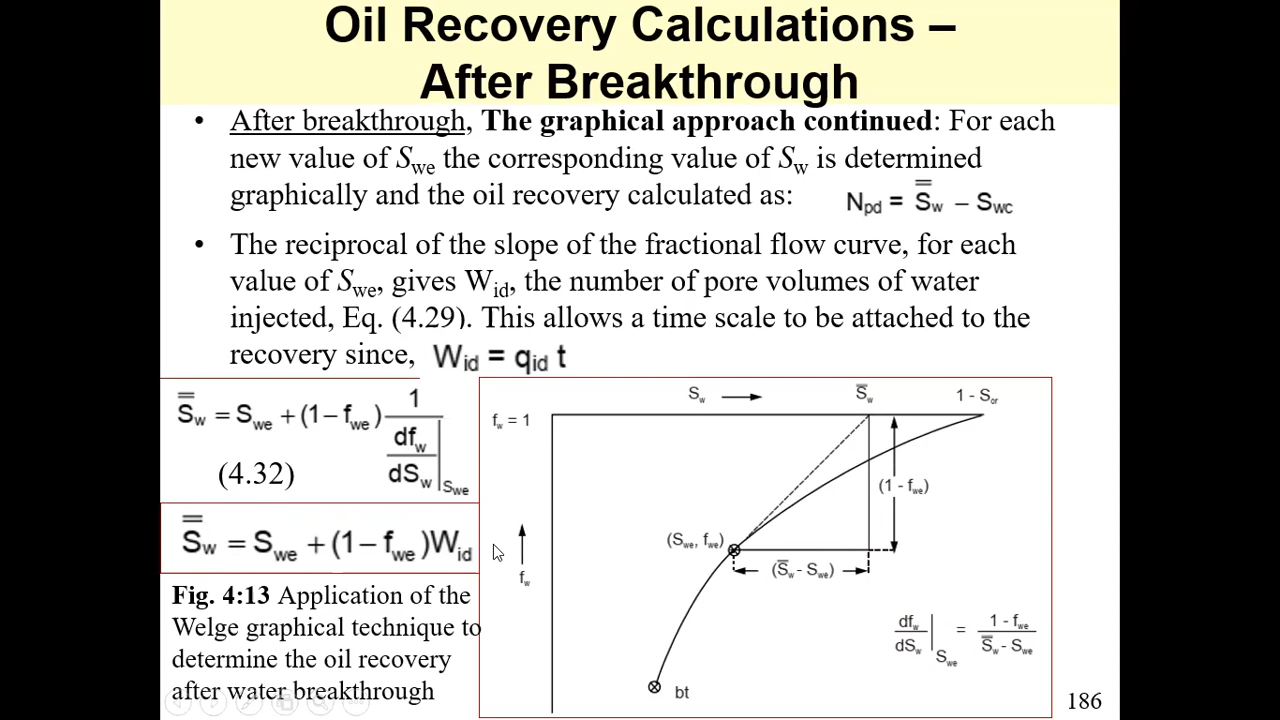 Oil Recovery Calculations –
After Breakthrough
• After breakthrough, The graphical approach continued: For each
new value of Swe the corresponding value of Sw is determined
graphically and the oil recovery calculated as: Npd = S̿w – Swc
• The reciprocal of the slope of the fractional flow curve, for each
value of Swe, gives Wid, the number of pore volumes of water
injected, Eq. (4.29). This allows a time scale to be attached to the
recovery since, Wid = qid t
S̿w = Swe + (1 – fwe) 1 / (dfw / dSw)|Swe
(4.32)
S̿w = Swe + (1 – fwe)Wid
Fig. 4:13 Application of the
Welge graphical technique to
determine the oil recovery
after water breakthrough
Sw → S̿w 1 - Sor
fw = 1
(1 - fwe)
(Swe, fwe)
(S̿w - Swe)
fw
dfw / dSw |Swe = (1 - fwe) / (S̿w - Swe)
bt
186